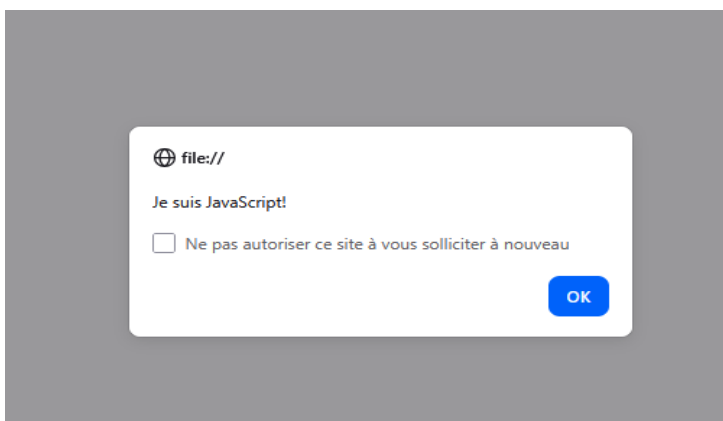 file://
Je suis JavaScript!
Ne pas autoriser ce site à vous solliciter à nouveau
OK